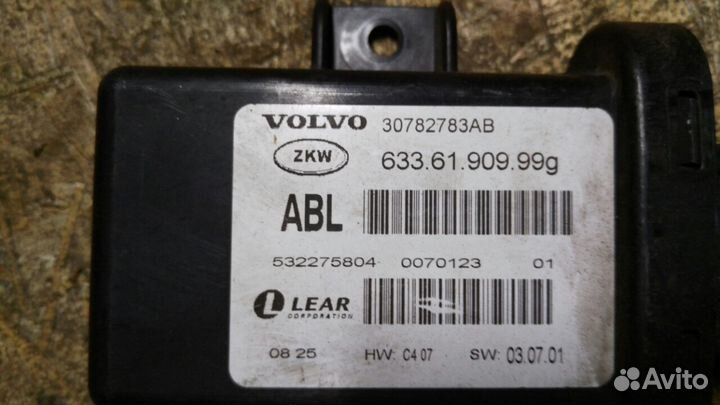 VOLVO 30782783AB
ZKW 633.61.909.99g
ABL
532275804 0070123 01
LEAR
CORPORATION
08 25 HW: C4 07 SW: 03.07.01
Avito